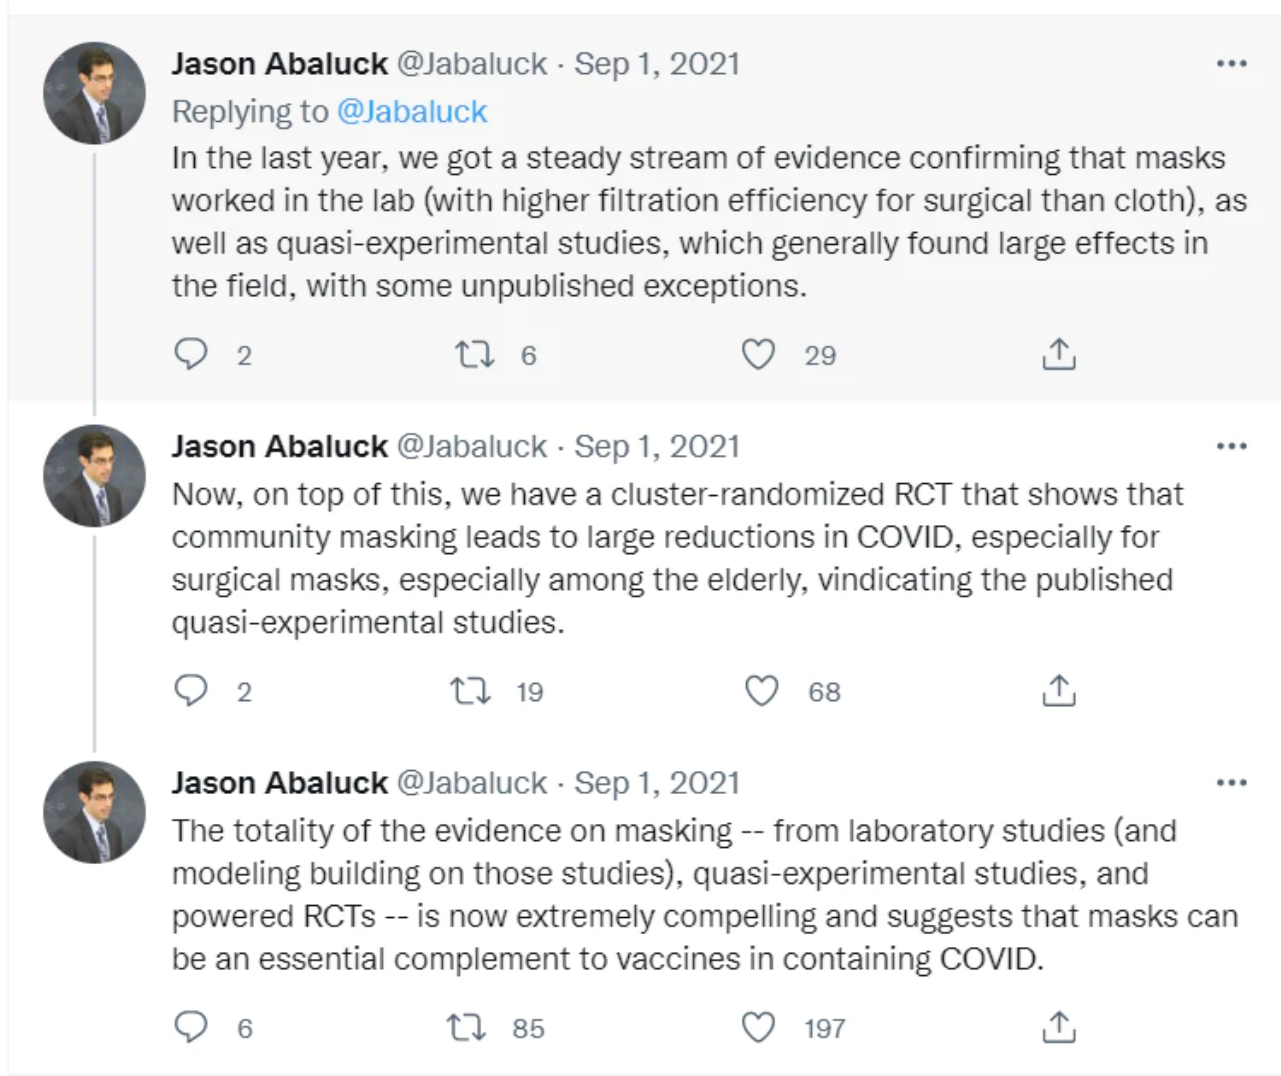 Jason Abaluck @Jabaluck · Sep 1, 2021
Replying to @Jabaluck
In the last year, we got a steady stream of evidence confirming that masks
worked in the lab (with higher filtration efficiency for surgical than cloth), as
well as quasi-experimental studies, which generally found large effects in
the field, with some unpublished exceptions.
2 6 29
Jason Abaluck @Jabaluck · Sep 1, 2021
Now, on top of this, we have a cluster-randomized RCT that shows that
community masking leads to large reductions in COVID, especially for
surgical masks, especially among the elderly, vindicating the published
quasi-experimental studies.
2 19 68
Jason Abaluck @Jabaluck · Sep 1, 2021
The totality of the evidence on masking -- from laboratory studies (and
modeling building on those studies), quasi-experimental studies, and
powered RCTs -- is now extremely compelling and suggests that masks can
be an essential complement to vaccines in containing COVID.
6 85 197